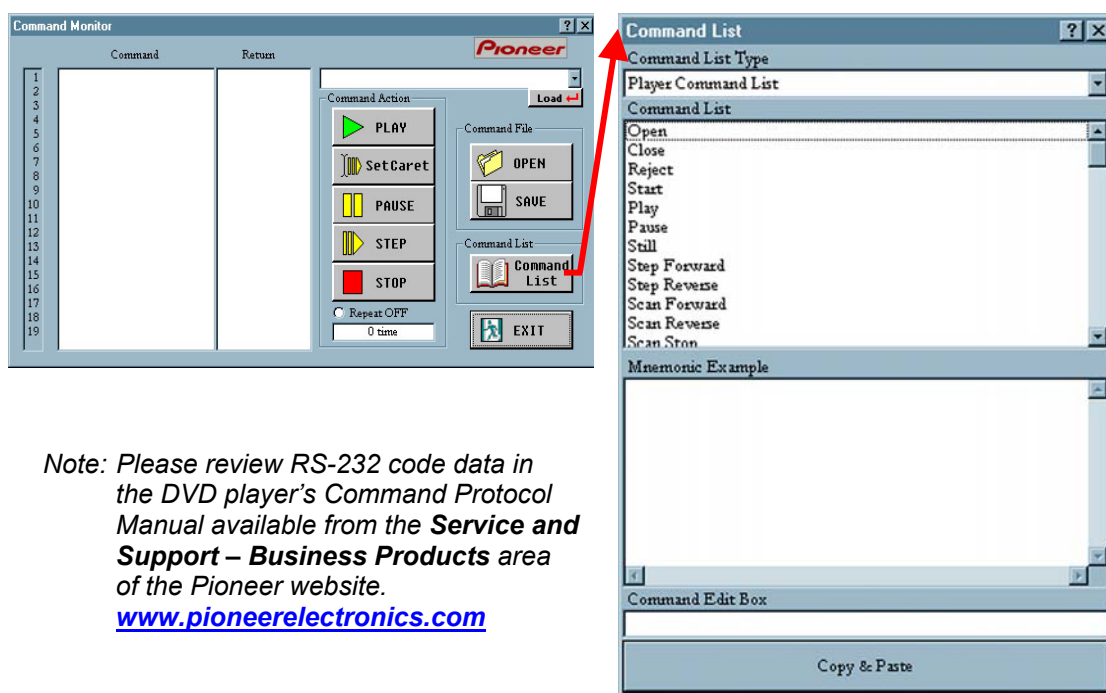 Command Monitor
Pioneer
Command Return
1
2
3
4
5
6
7
8
9
10
11
12
13
14
15
16
17
18
19
Load
Command Action
PLAY
SetCaret
PAUSE
STEP
STOP
Repeat OFF
0 time
Command File
OPEN
SAVE
Command List
Command
List
EXIT
Note: Please review RS-232 code data in
the DVD player's Command Protocol
Manual available from the Service and
Support – Business Products area
of the Pioneer website.
www.pioneerelectronics.com
Command List
Command List Type
Player Command List
Command List
Open
Close
Reject
Start
Play
Pause
Still
Step Forward
Step Reverse
Scan Forward
Scan Reverse
Scan Stop
Mnemonic Example
Command Edit Box
Copy & Paste